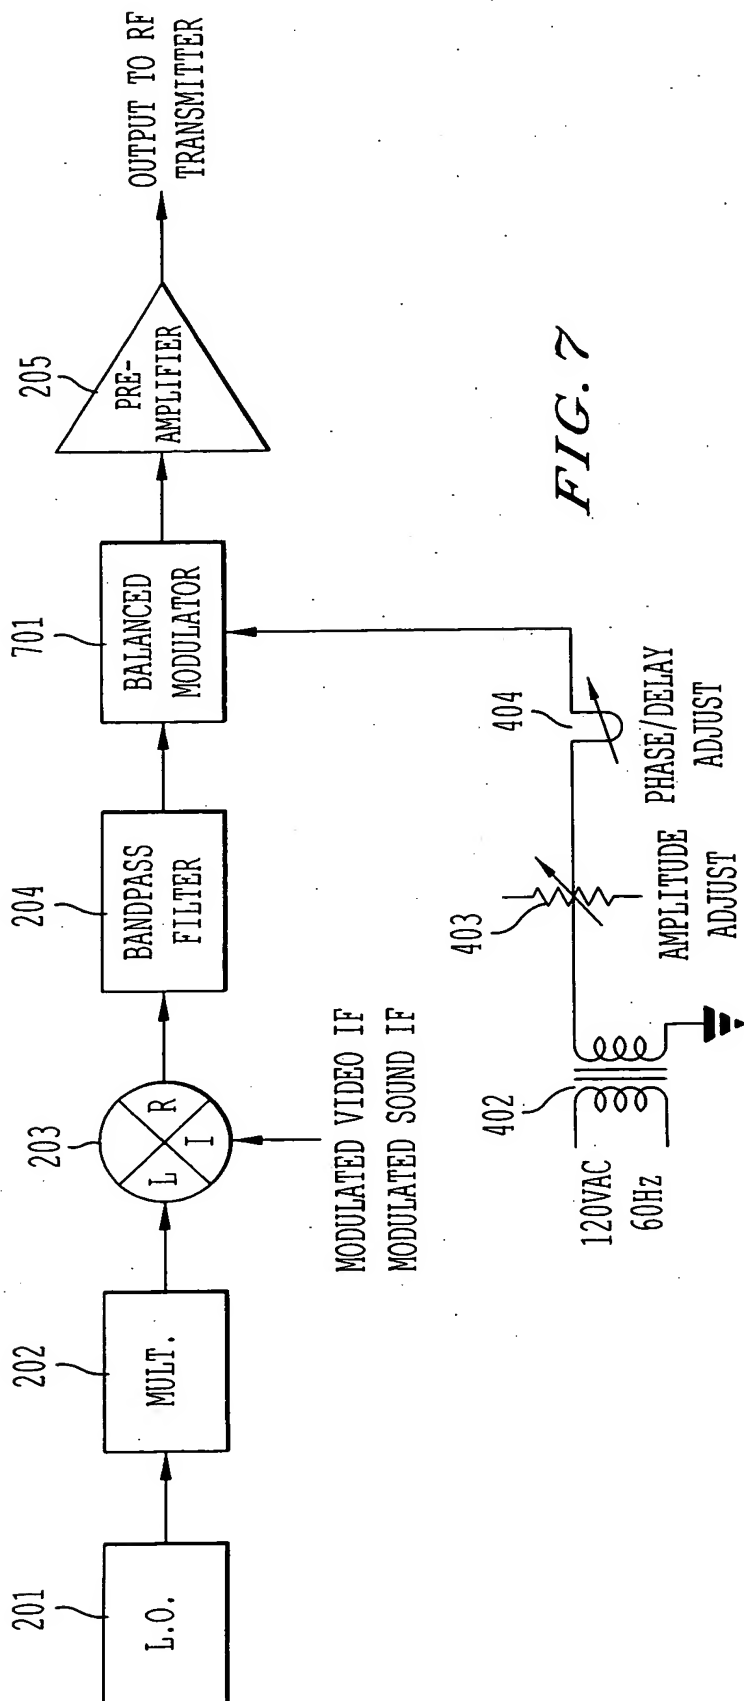 201
L.O.
202
MULT.
203
L
R
I
MODULATED VIDEO IF
MODULATED SOUND IF
204
BANDPASS
FILTER
701
BALANCED
MODULATOR
205
PRE-
AMPLIFIER
OUTPUT TO RF
TRANSMITTER
120VAC
60Hz
402
403
AMPLITUDE
ADJUST
404
PHASE/DELAY
ADJUST
FIG. 7